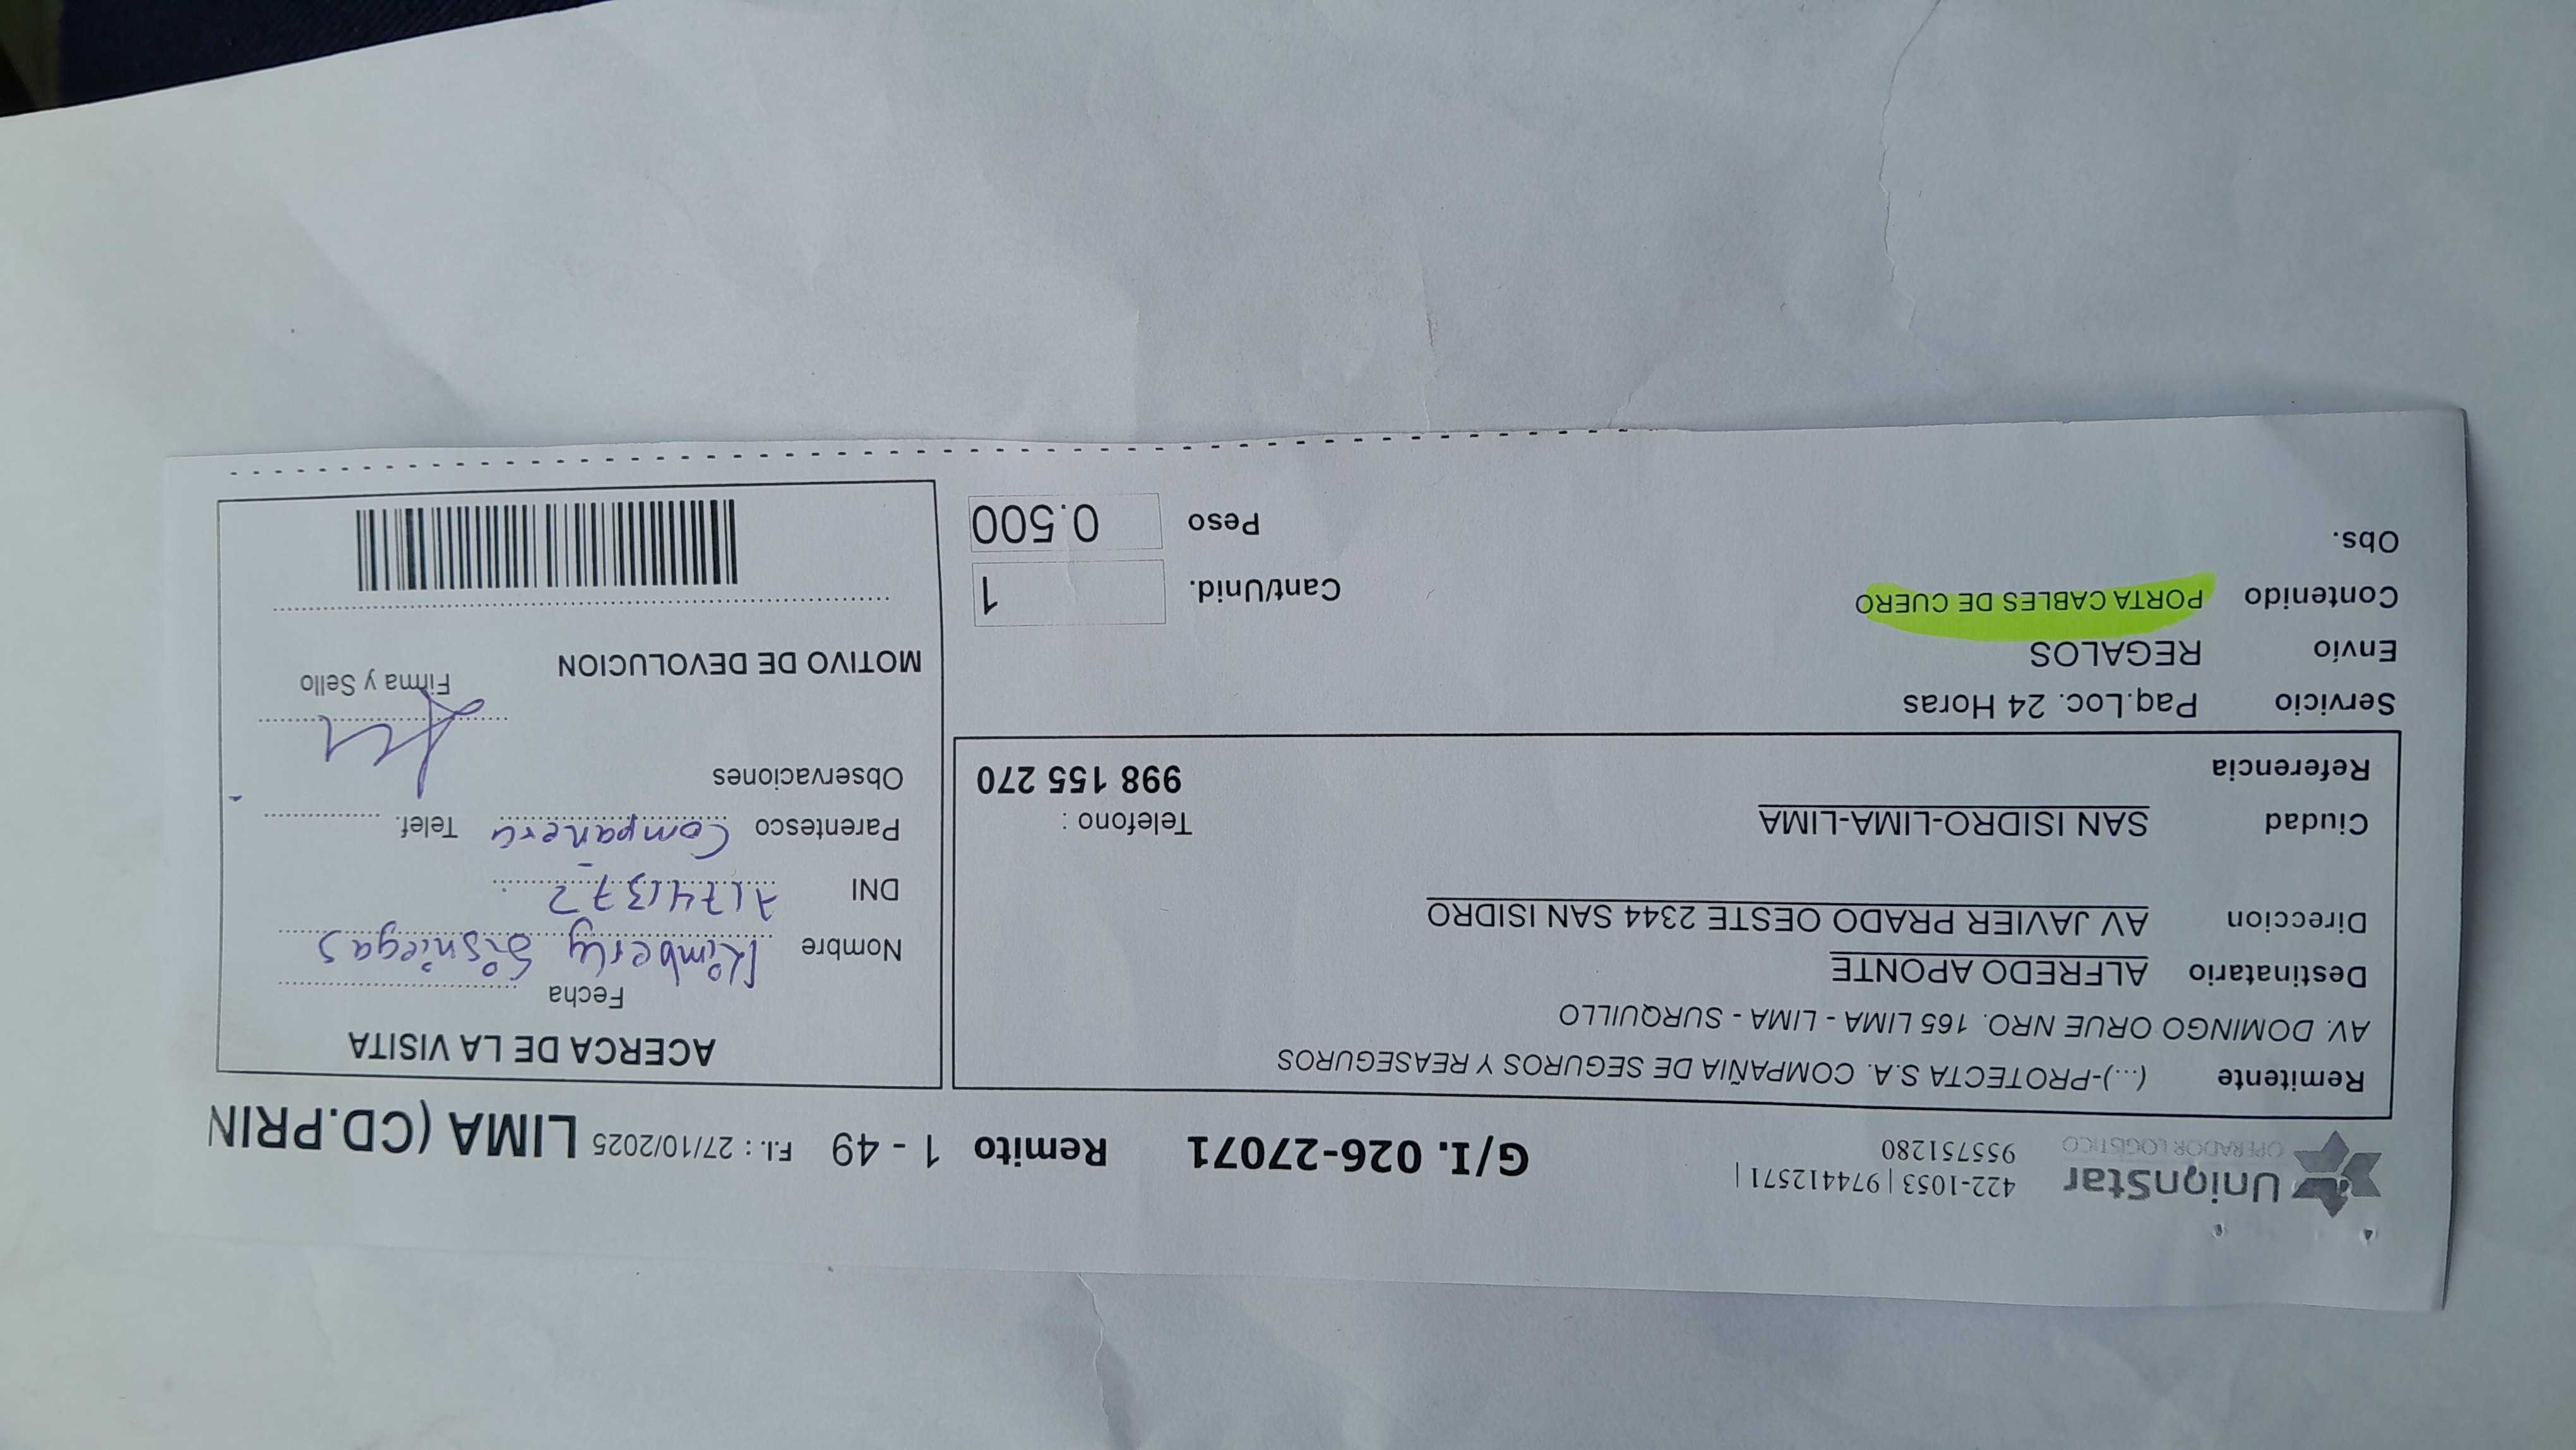 UnionStar
OPERADOR LOGÍSTICO
422-1053 | 974412571 |
955751280
G/I. 026-27071
Remito 1 - 49 F.I. : 27/10/2025 LIMA (CD.PRIN
Remitente (...)-PROTECTA S.A. COMPAÑIA DE SEGUROS Y REASEGUROS
AV. DOMINGO ORUE NRO. 165 LIMA - LIMA - SURQUILLO
Destinatario ALFREDO APONTE
Direccion AV JAVIER PRADO OESTE 2344 SAN ISIDRO
Ciudad SAN ISIDRO-LIMA-LIMA
Telefono :
Referencia
998 155 270
Servicio Paq.Loc. 24 Horas
Envío REGALOS
Contenido PORTA CABLES DE CUERO
Obs.
Cant/Unid. 1
Peso 0.500
ACERCA DE LA VISITA
Fecha
Nombre Kimberly Sisniegas
DNI
Parentesco Compañera Telef.
Observaciones
Firma y Sello
MOTIVO DE DEVOLUCION